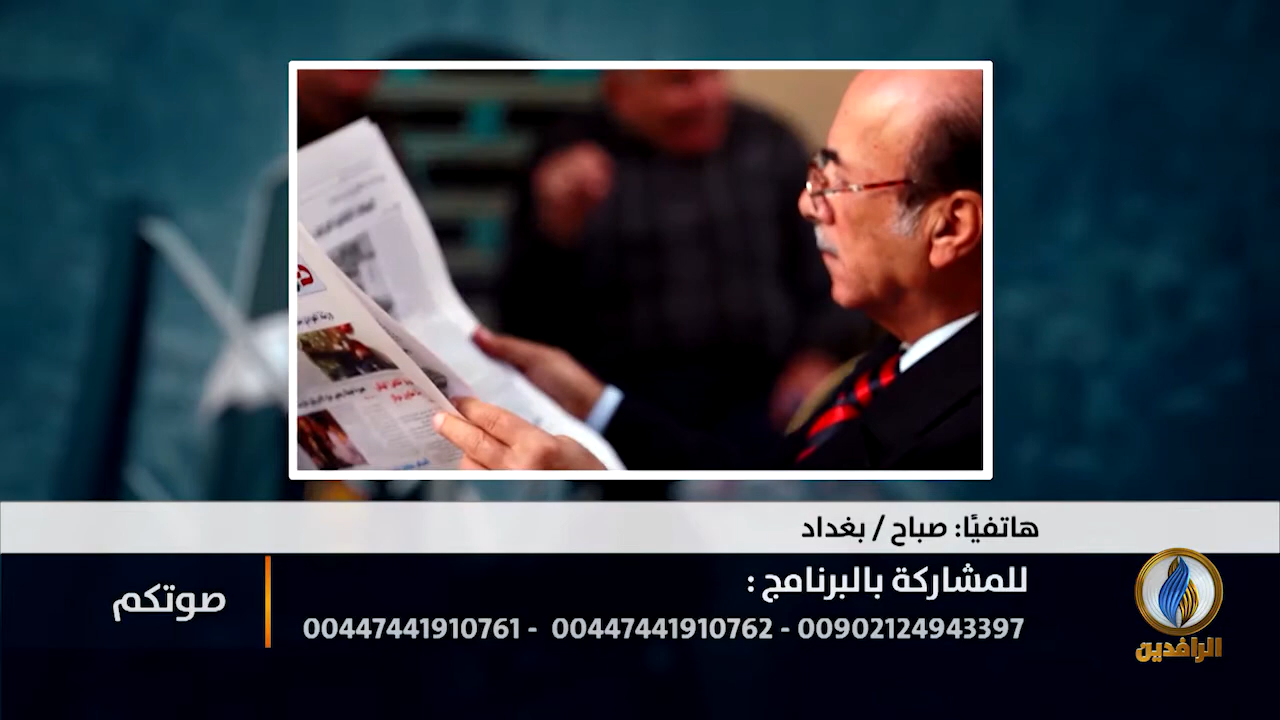 هاتفيًا: صباح / بغداد
للمشاركة بالبرنامج :
00447441910761 - 00447441910762 - 00902124943397
صوتكم
الرافدين